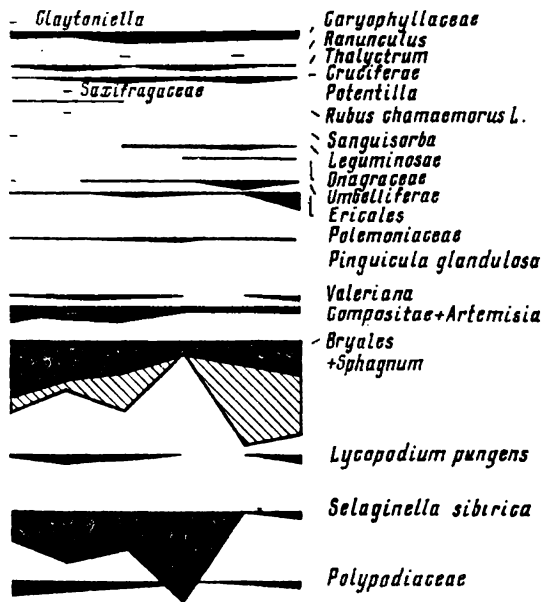 Claytoniella
Caryophyllaceae
Ranunculus
Thalyctrum
Cruciferae
Saxifragaceae
Potentilla
Rubus chamaemorus L.
Sanguisorba
Leguminosae
Onagraceae
Umbelliferae
Ericales
Polemoniaceae
Pinguicula glandulosa
Valeriana
Compositae+Artemisia
Bryales
+Sphagnum
Lycopodium pungens
Selaginella sibirica
Polypodiaceae